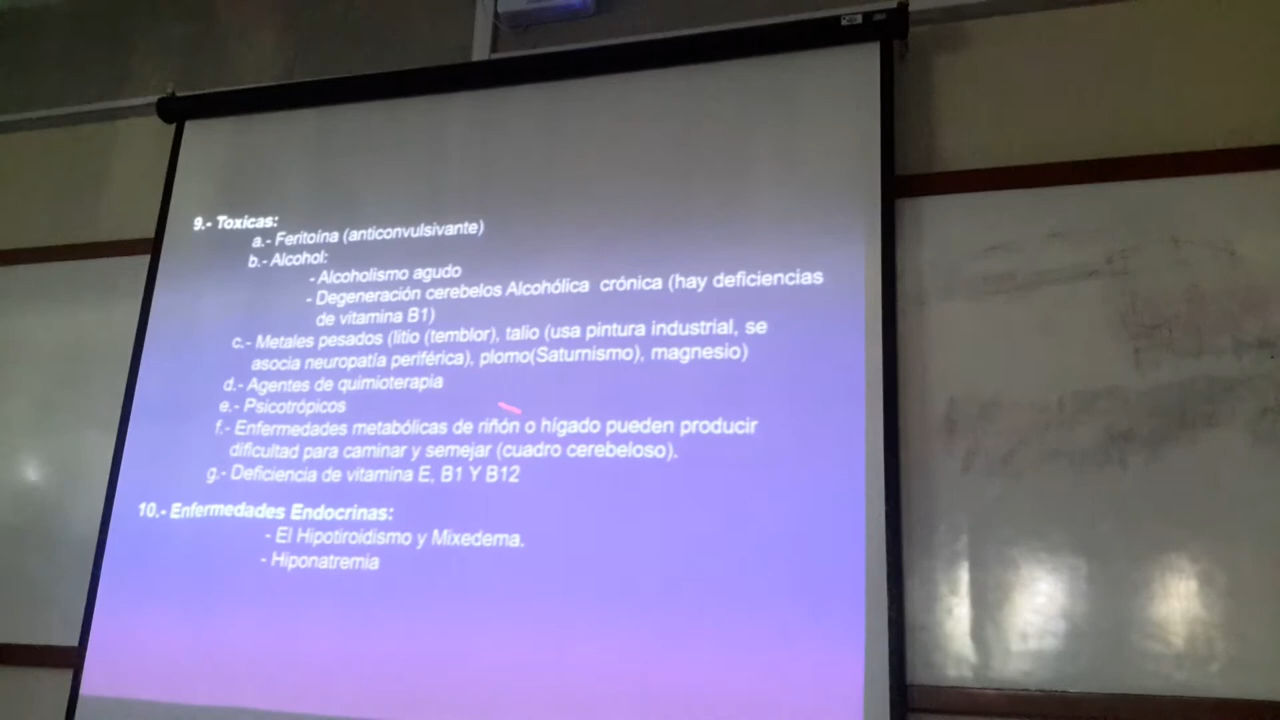 9.- Toxicas:
a.- Feritoína (anticonvulsivante)
b.- Alcohol:
- Alcoholismo agudo
- Degeneración cerebelos Alcohólica crónica (hay deficiencias
de vitamina B1)
c.- Metales pesados (litio (temblor), talio (usa pintura industrial, se
asocia neuropatía periférica), plomo(Saturnismo), magnesio)
d.- Agentes de quimioterapia
e.- Psicotrópicos
f.- Enfermedades metabólicas de riñón o hígado pueden producir
dificultad para caminar y semejar (cuadro cerebeloso).
g.- Deficiencia de vitamina E, B1 Y B12
10.- Enfermedades Endocrinas:
- El Hipotiroidismo y Mixedema.
- Hiponatremia